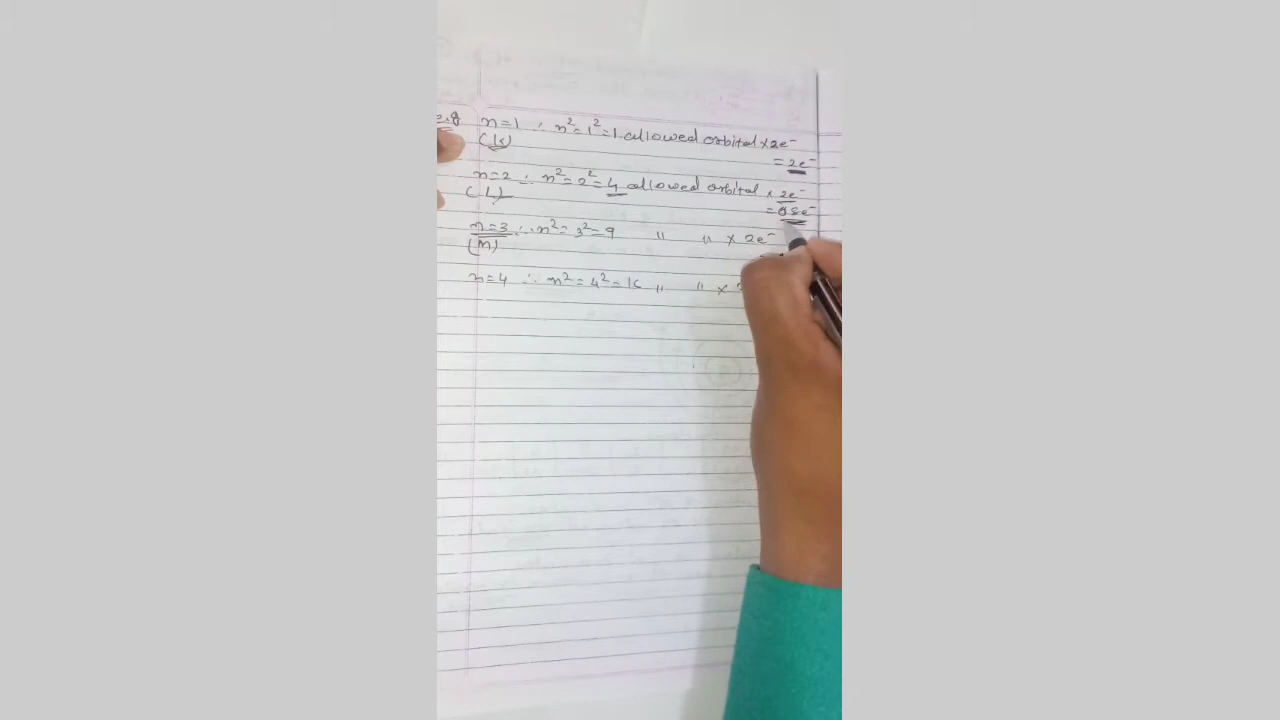 e.g n=1 ∴ n²=1²=1 allowed orbital × 2e⁻
(K) = 2e⁻
n=2 ∴ n²=2²=4 allowed orbital × 2e⁻
(L) = 08e⁻
n=3 ∴ n²=3²=9 " " × 2e⁻
(M)
n=4 ∴ n²=4²=16 " " ×